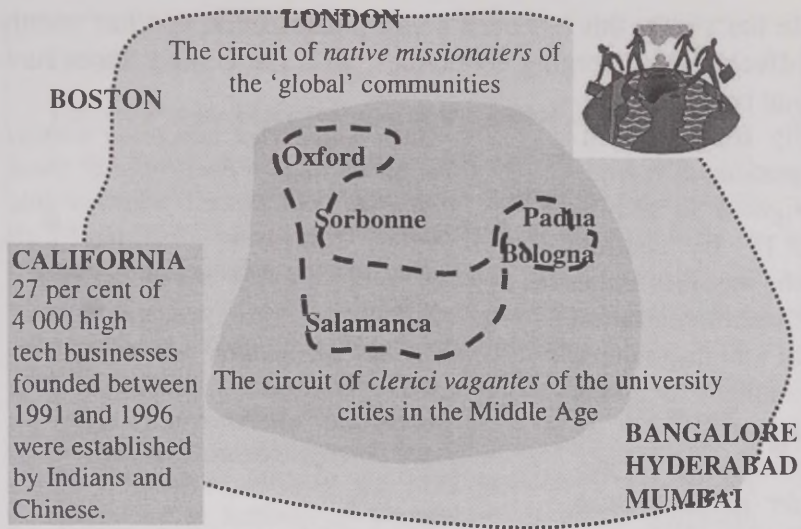 LONDON
The circuit of native missionaiers of
the ‘global’ communities
BOSTON
Oxford
Sorbonne
Padua
Bologna
Salamanca
CALIFORNIA
27 per cent of
4 000 high
tech businesses
founded between
1991 and 1996
were established
by Indians and
Chinese.
The circuit of clerici vagantes of the university
cities in the Middle Age
BANGALORE
HYDERABAD
MUMBAI